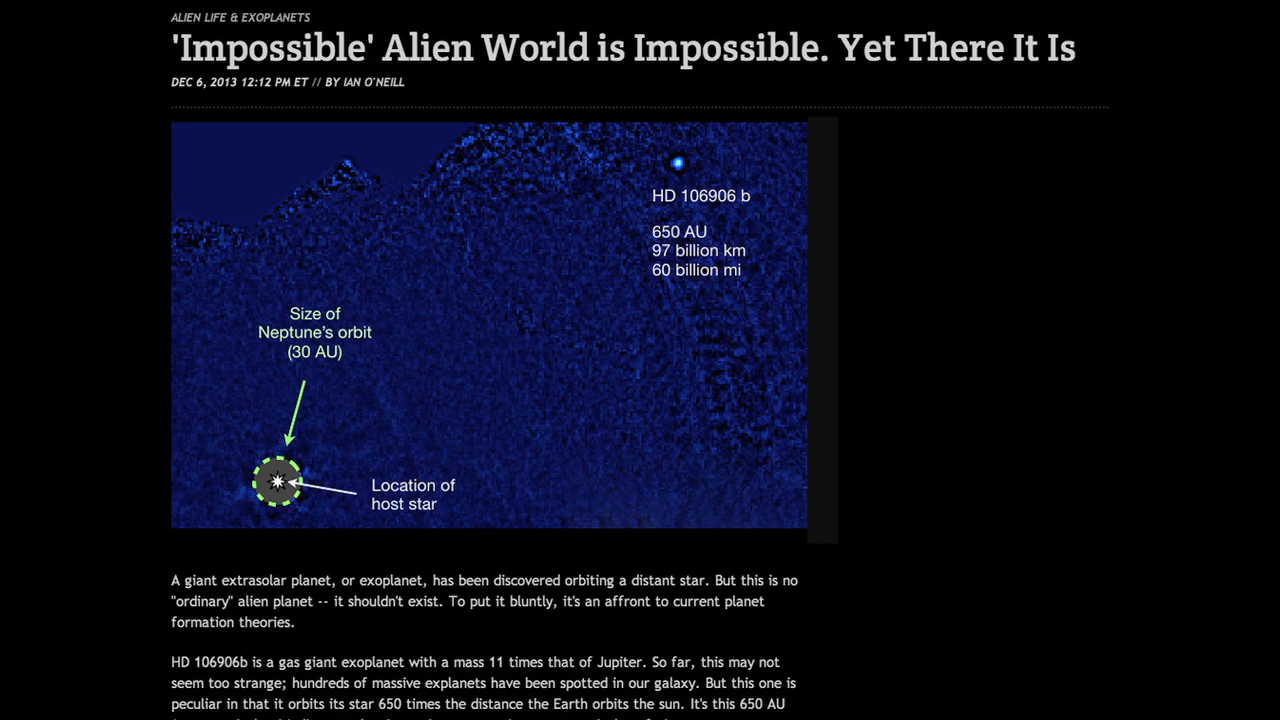 ALIEN LIFE & EXOPLANETS
'Impossible' Alien World is Impossible. Yet There It Is
DEC 6, 2013 12:12 PM ET // BY IAN O'NEILL
HD 106906 b
650 AU
97 billion km
60 billion mi
Size of
Neptune's orbit
(30 AU)
Location of
host star
A giant extrasolar planet, or exoplanet, has been discovered orbiting a distant star. But this is no
"ordinary" alien planet -- it shouldn't exist. To put it bluntly, it's an affront to current planet
formation theories.
HD 106906b is a gas giant exoplanet with a mass 11 times that of Jupiter. So far, this may not
seem too strange; hundreds of massive explanets have been spotted in our galaxy. But this one is
peculiar in that it orbits its star 650 times the distance the Earth orbits the sun. It's this 650 AU